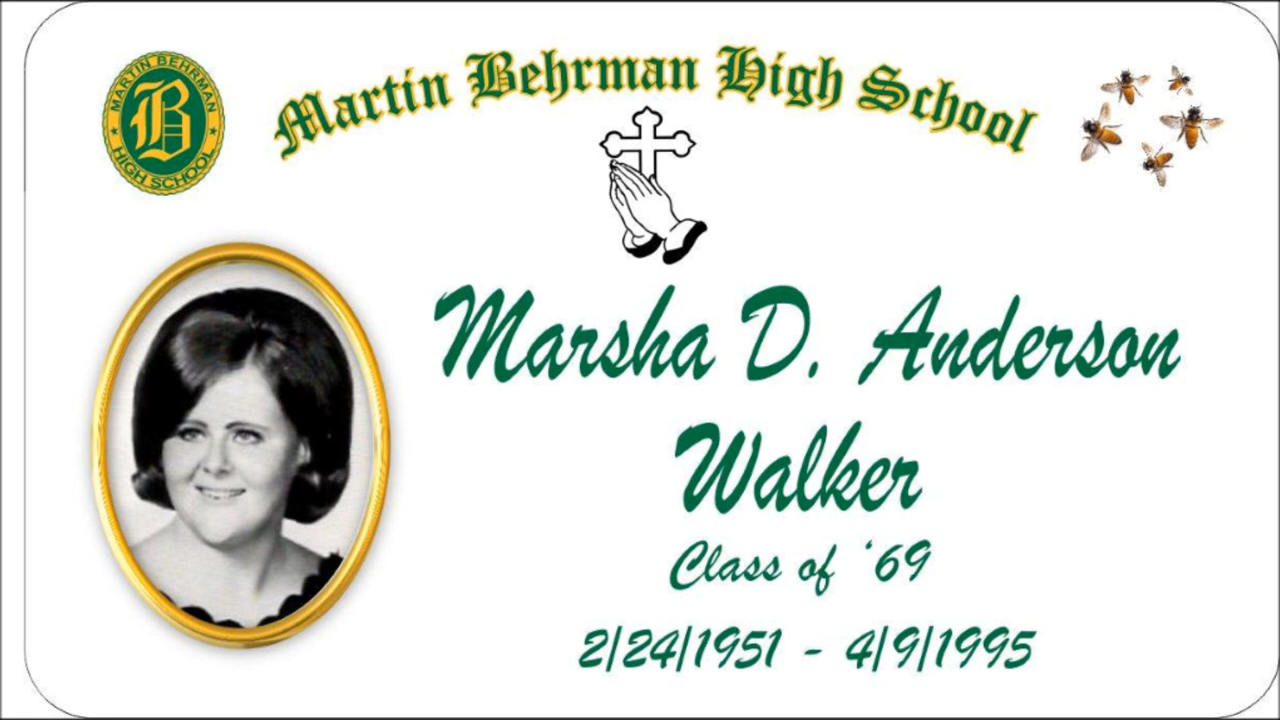 Martin Behrman High School
MARTIN BEHRMAN
B
HIGH SCHOOL
Marsha D. Anderson
Walker
Class of ‘69
2/24/1951 - 4/9/1995